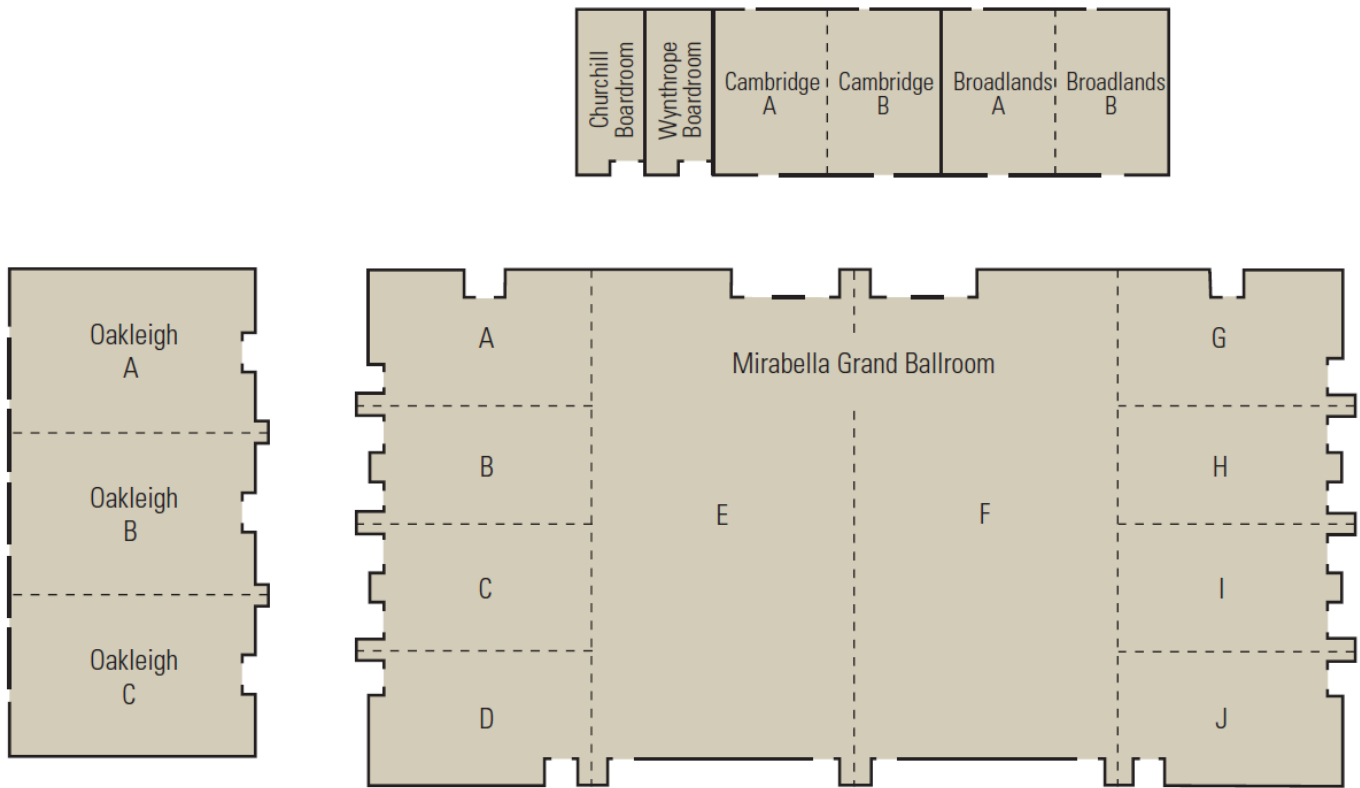 Churchill
Boardroom
Wynthrope
Boardroom
Cambridge
A
Cambridge
B
Broadlands
A
Broadlands
B
Oakleigh
A
Oakleigh
B
Oakleigh
C
Mirabella Grand Ballroom
A
B
C
D
E
F
G
H
I
J